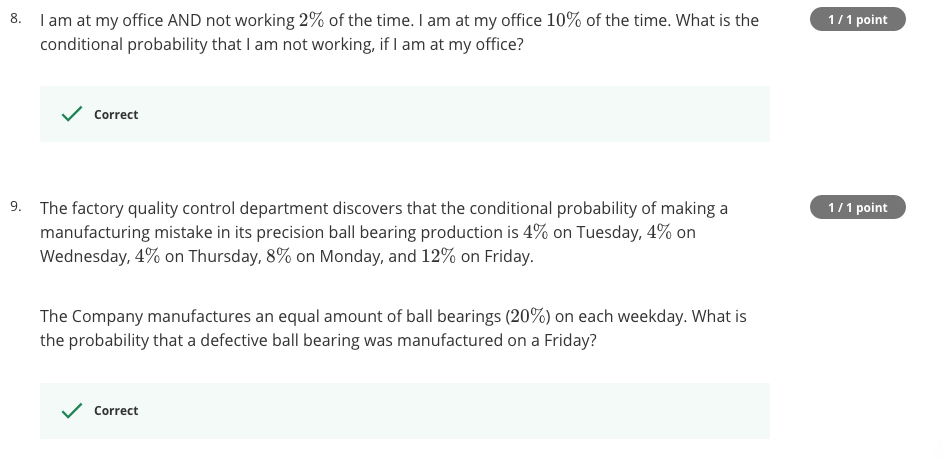 8. I am at my office AND not working 2% of the time. I am at my office 10% of the time. What is the
conditional probability that I am not working, if I am at my office?
1 / 1 point
Correct
9. The factory quality control department discovers that the conditional probability of making a
manufacturing mistake in its precision ball bearing production is 4% on Tuesday, 4% on
Wednesday, 4% on Thursday, 8% on Monday, and 12% on Friday.
1 / 1 point
The Company manufactures an equal amount of ball bearings (20%) on each weekday. What is
the probability that a defective ball bearing was manufactured on a Friday?
Correct